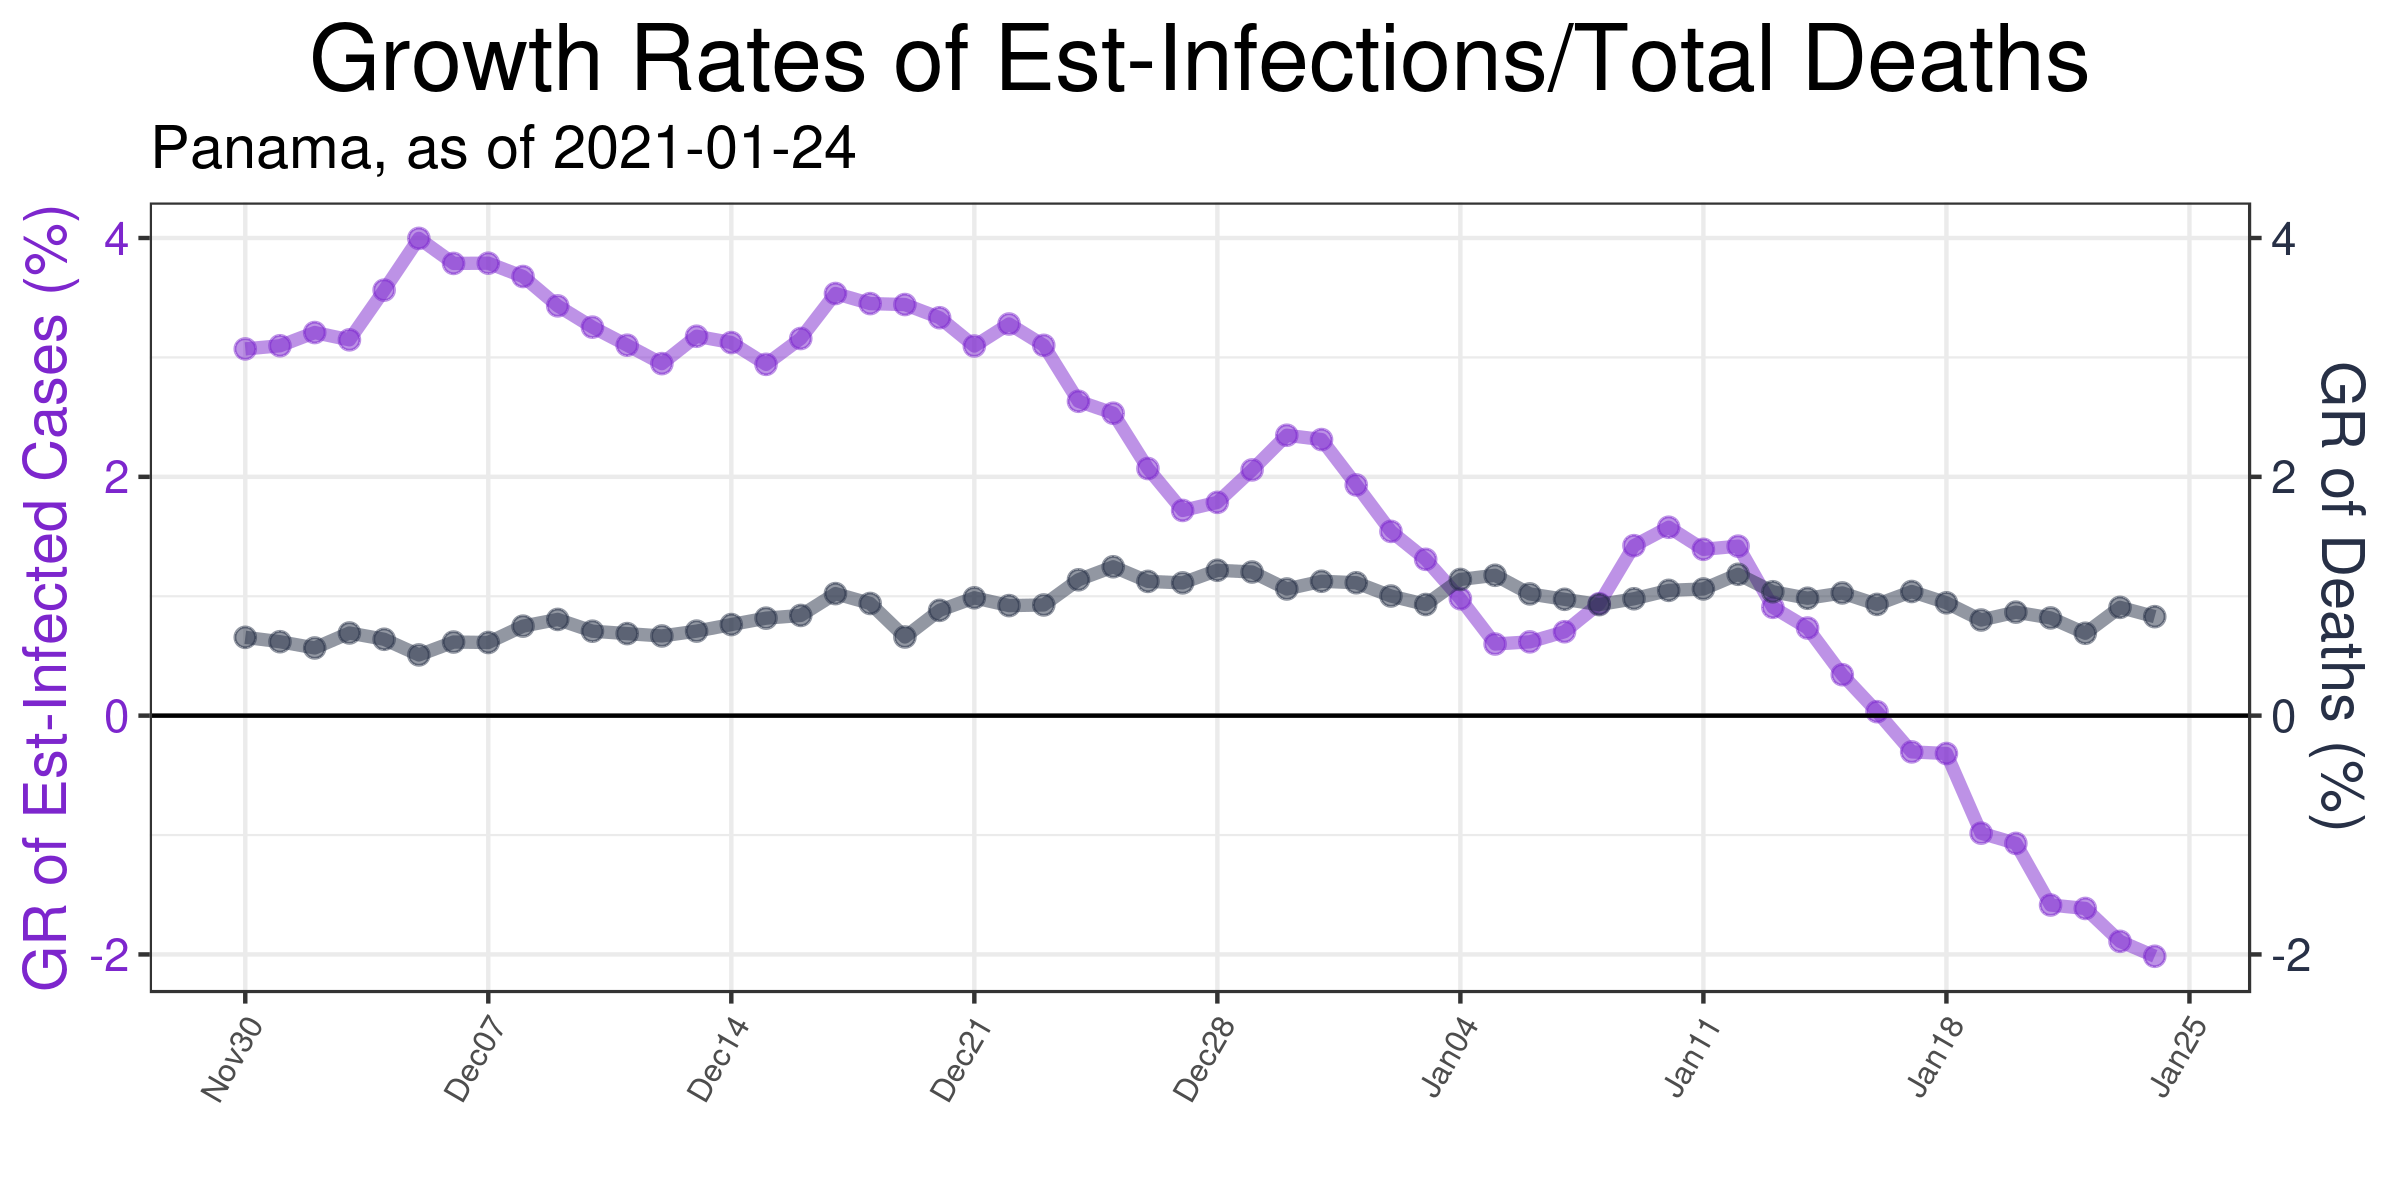 Growth Rates of Est-Infections/Total Deaths
Panama, as of 2021-01-24
GR of Est-Infected Cases (%)
4
2
0
-2
4
2
0
-2
GR of Deaths (%)
Nov30
Dec07
Dec14
Dec21
Dec28
Jan04
Jan11
Jan18
Jan25